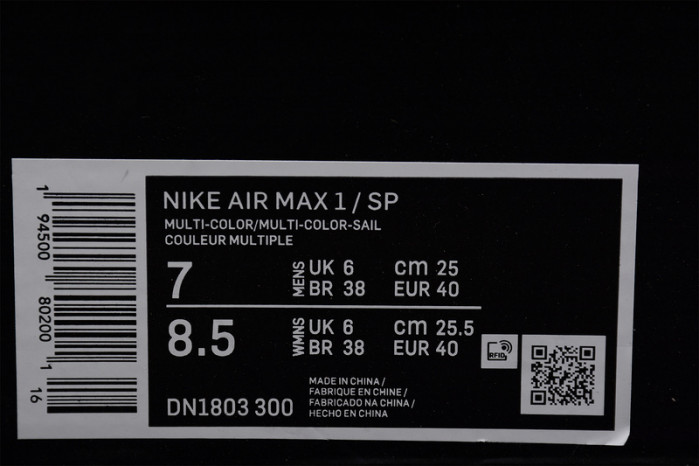 1 94500 80200 1 16
NIKE AIR MAX 1 / SP
MULTI-COLOR/MULTI-COLOR-SAIL
COULEUR MULTIPLE
7 MENS UK 6 cm 25
BR 38 EUR 40
8.5 WMNS UK 6 cm 25.5
BR 38 EUR 40
RFID
DN1803 300
MADE IN CHINA /
FABRIQUE EN CHINE /
FABRICADO NA CHINA /
HECHO EN CHINA